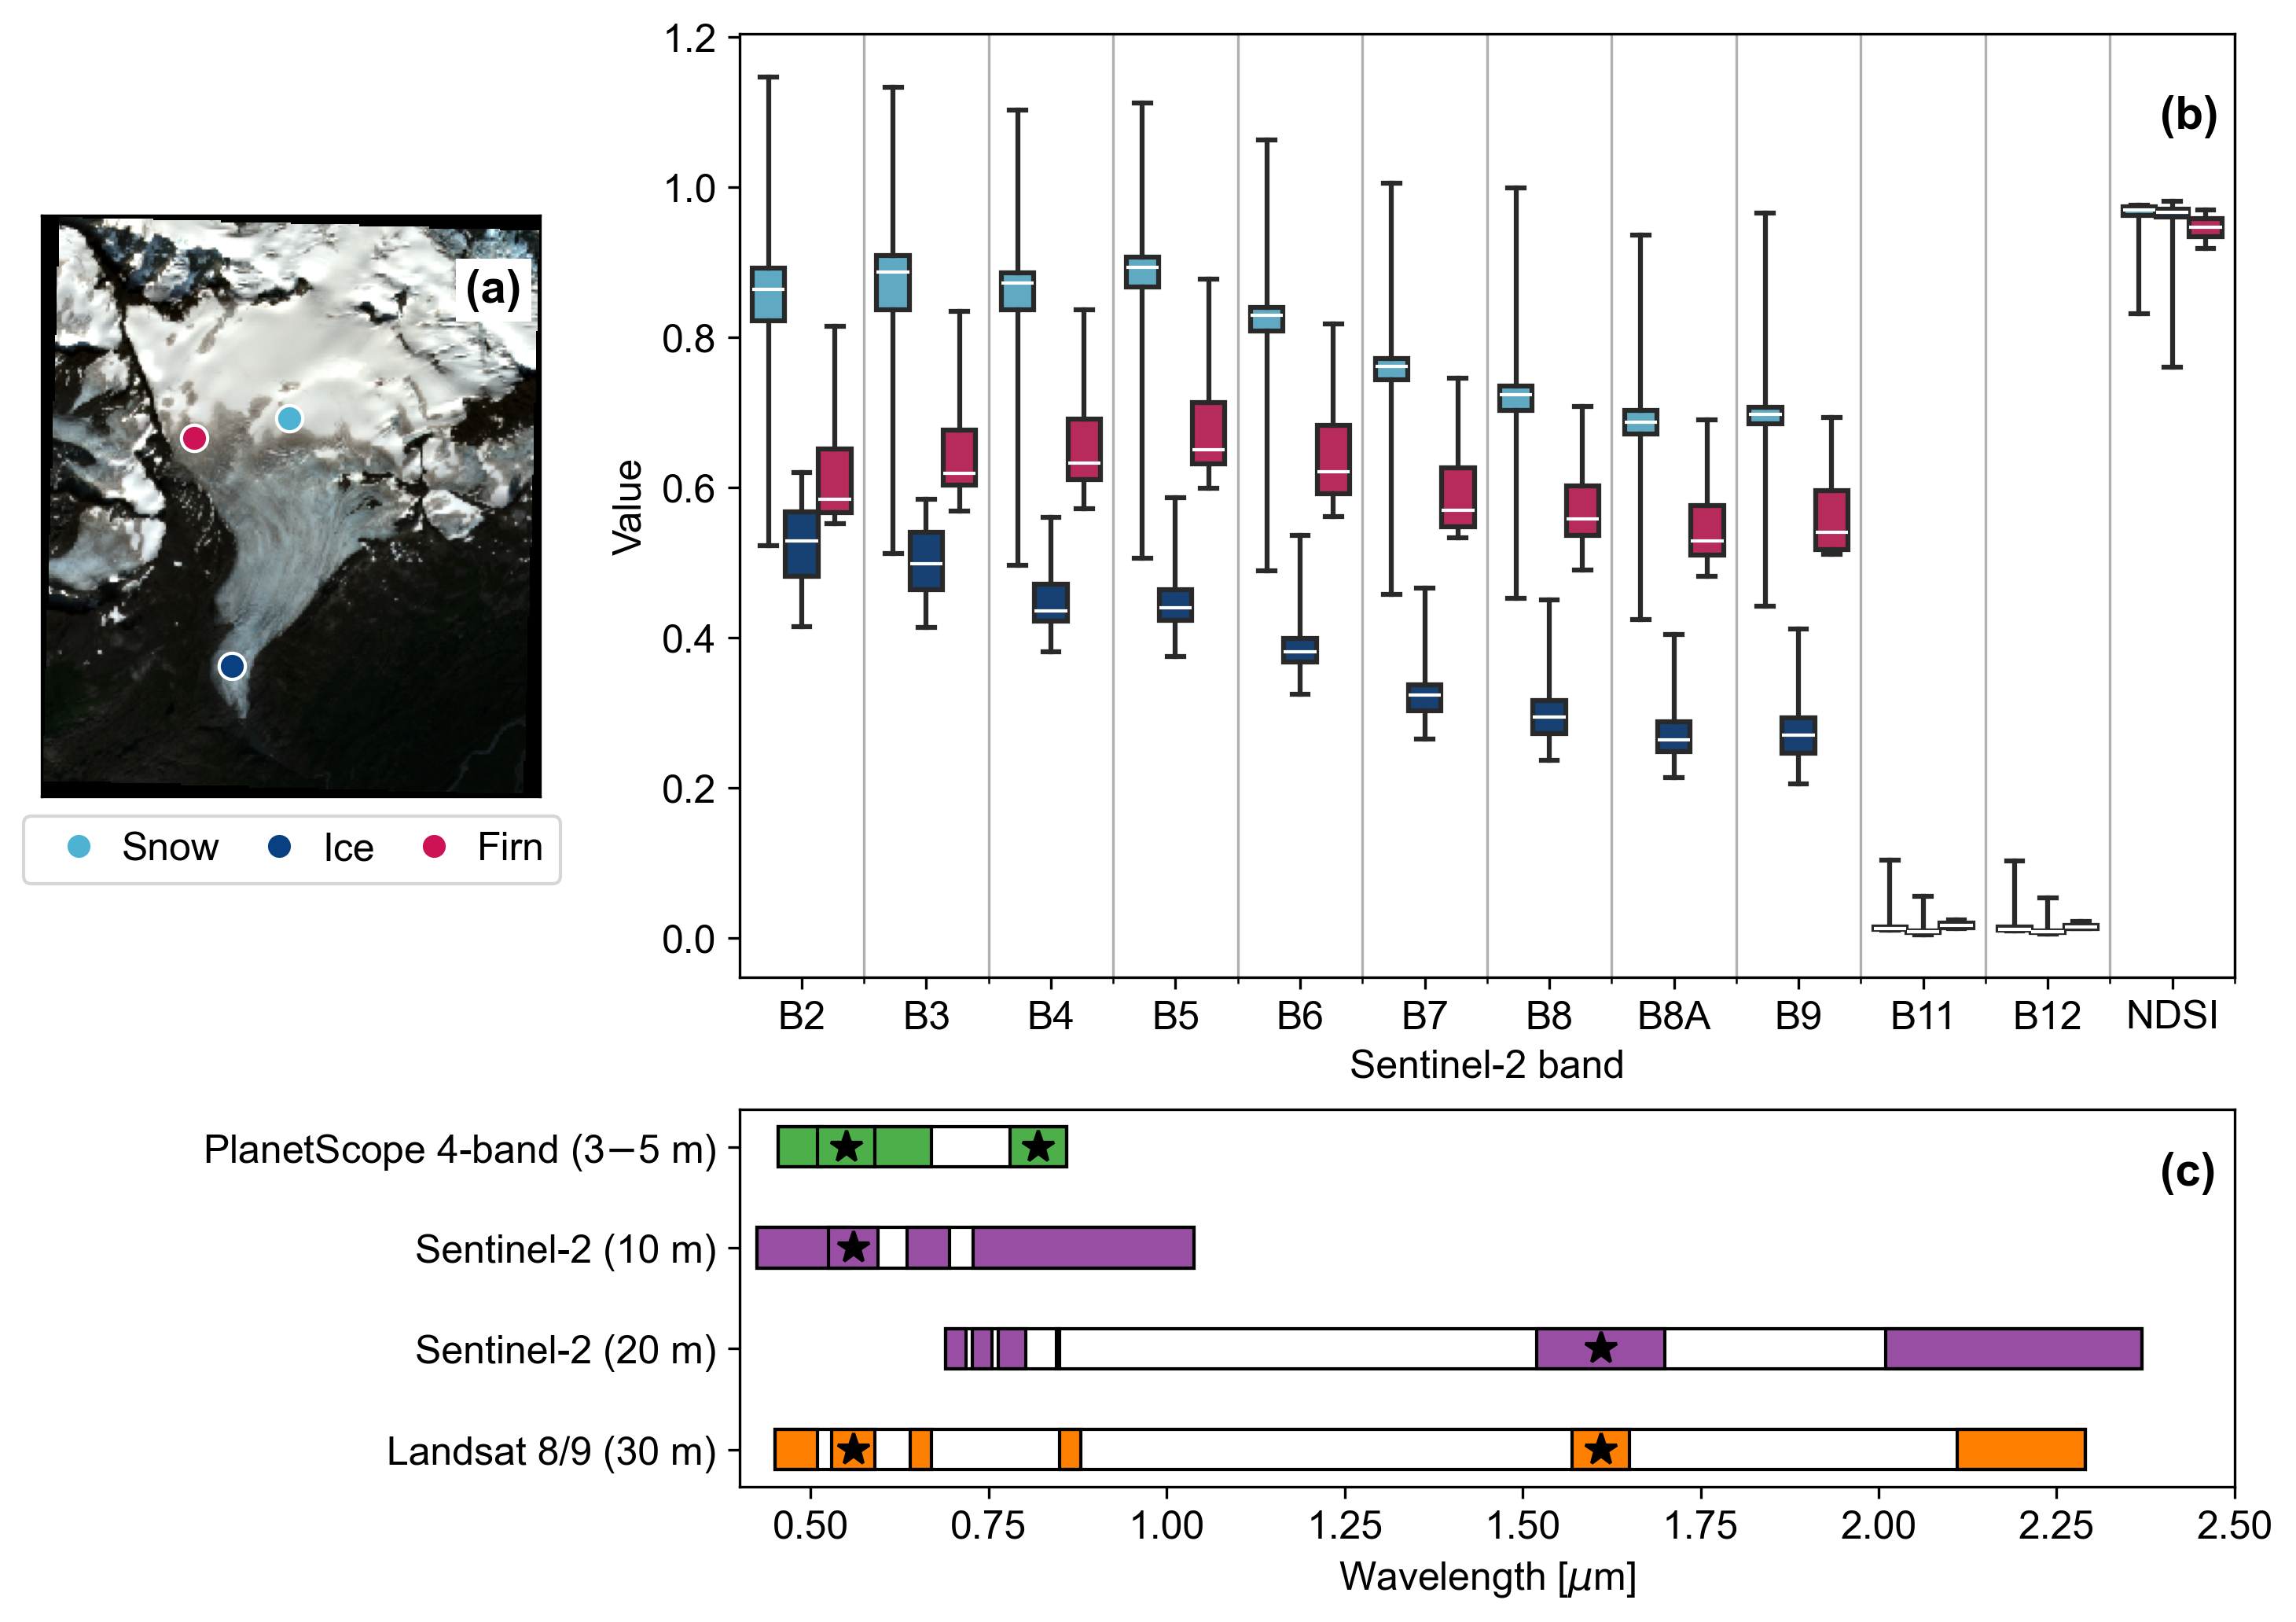 (a)
Snow Ice Firn
(b)
1.2
1.0
0.8
0.6
0.4
0.2
0.0
Value
B2 B3 B4 B5 B6 B7 B8 B8A B9 B11 B12 NDSI
Sentinel-2 band
(c)
PlanetScope 4-band (3−5 m)
Sentinel-2 (10 m)
Sentinel-2 (20 m)
Landsat 8/9 (30 m)
0.50 0.75 1.00 1.25 1.50 1.75 2.00 2.25 2.50
Wavelength [μm]